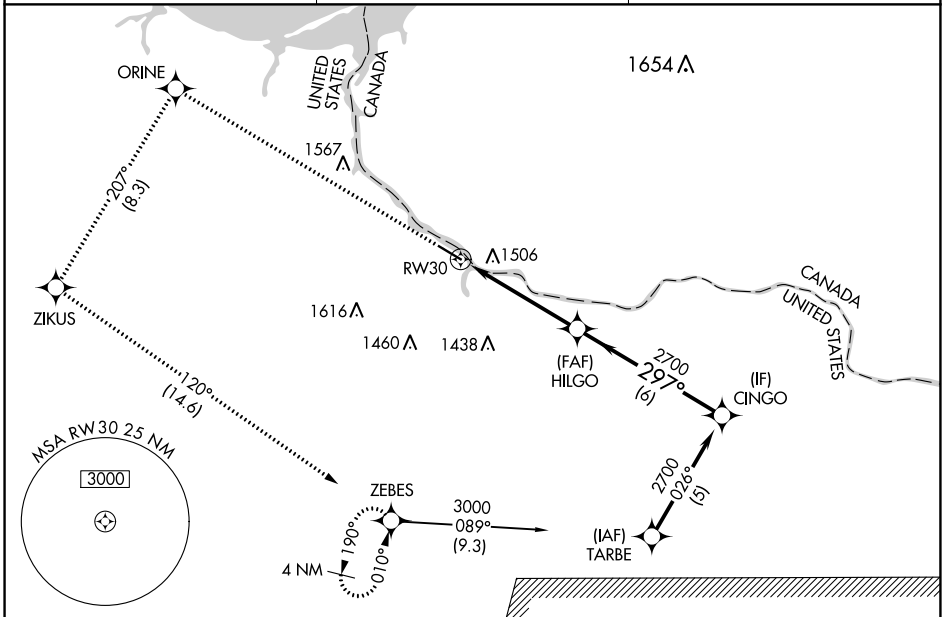 ORINE
UNITED
STATES
CANADA
1654
1567
207°
(8.3)
RW30
1506
ZIKUS
CANADA
UNITED
STATES
1616
1460
1438
(FAF)
HILGO
2700
297°
(6)
(IF)
CINGO
120°
(14.6)
MSA RW30 25 NM
3000
ZEBES
3000
089°
(9.3)
190°
010°
4 NM
2700
026°
(5)
(IAF)
TARBE